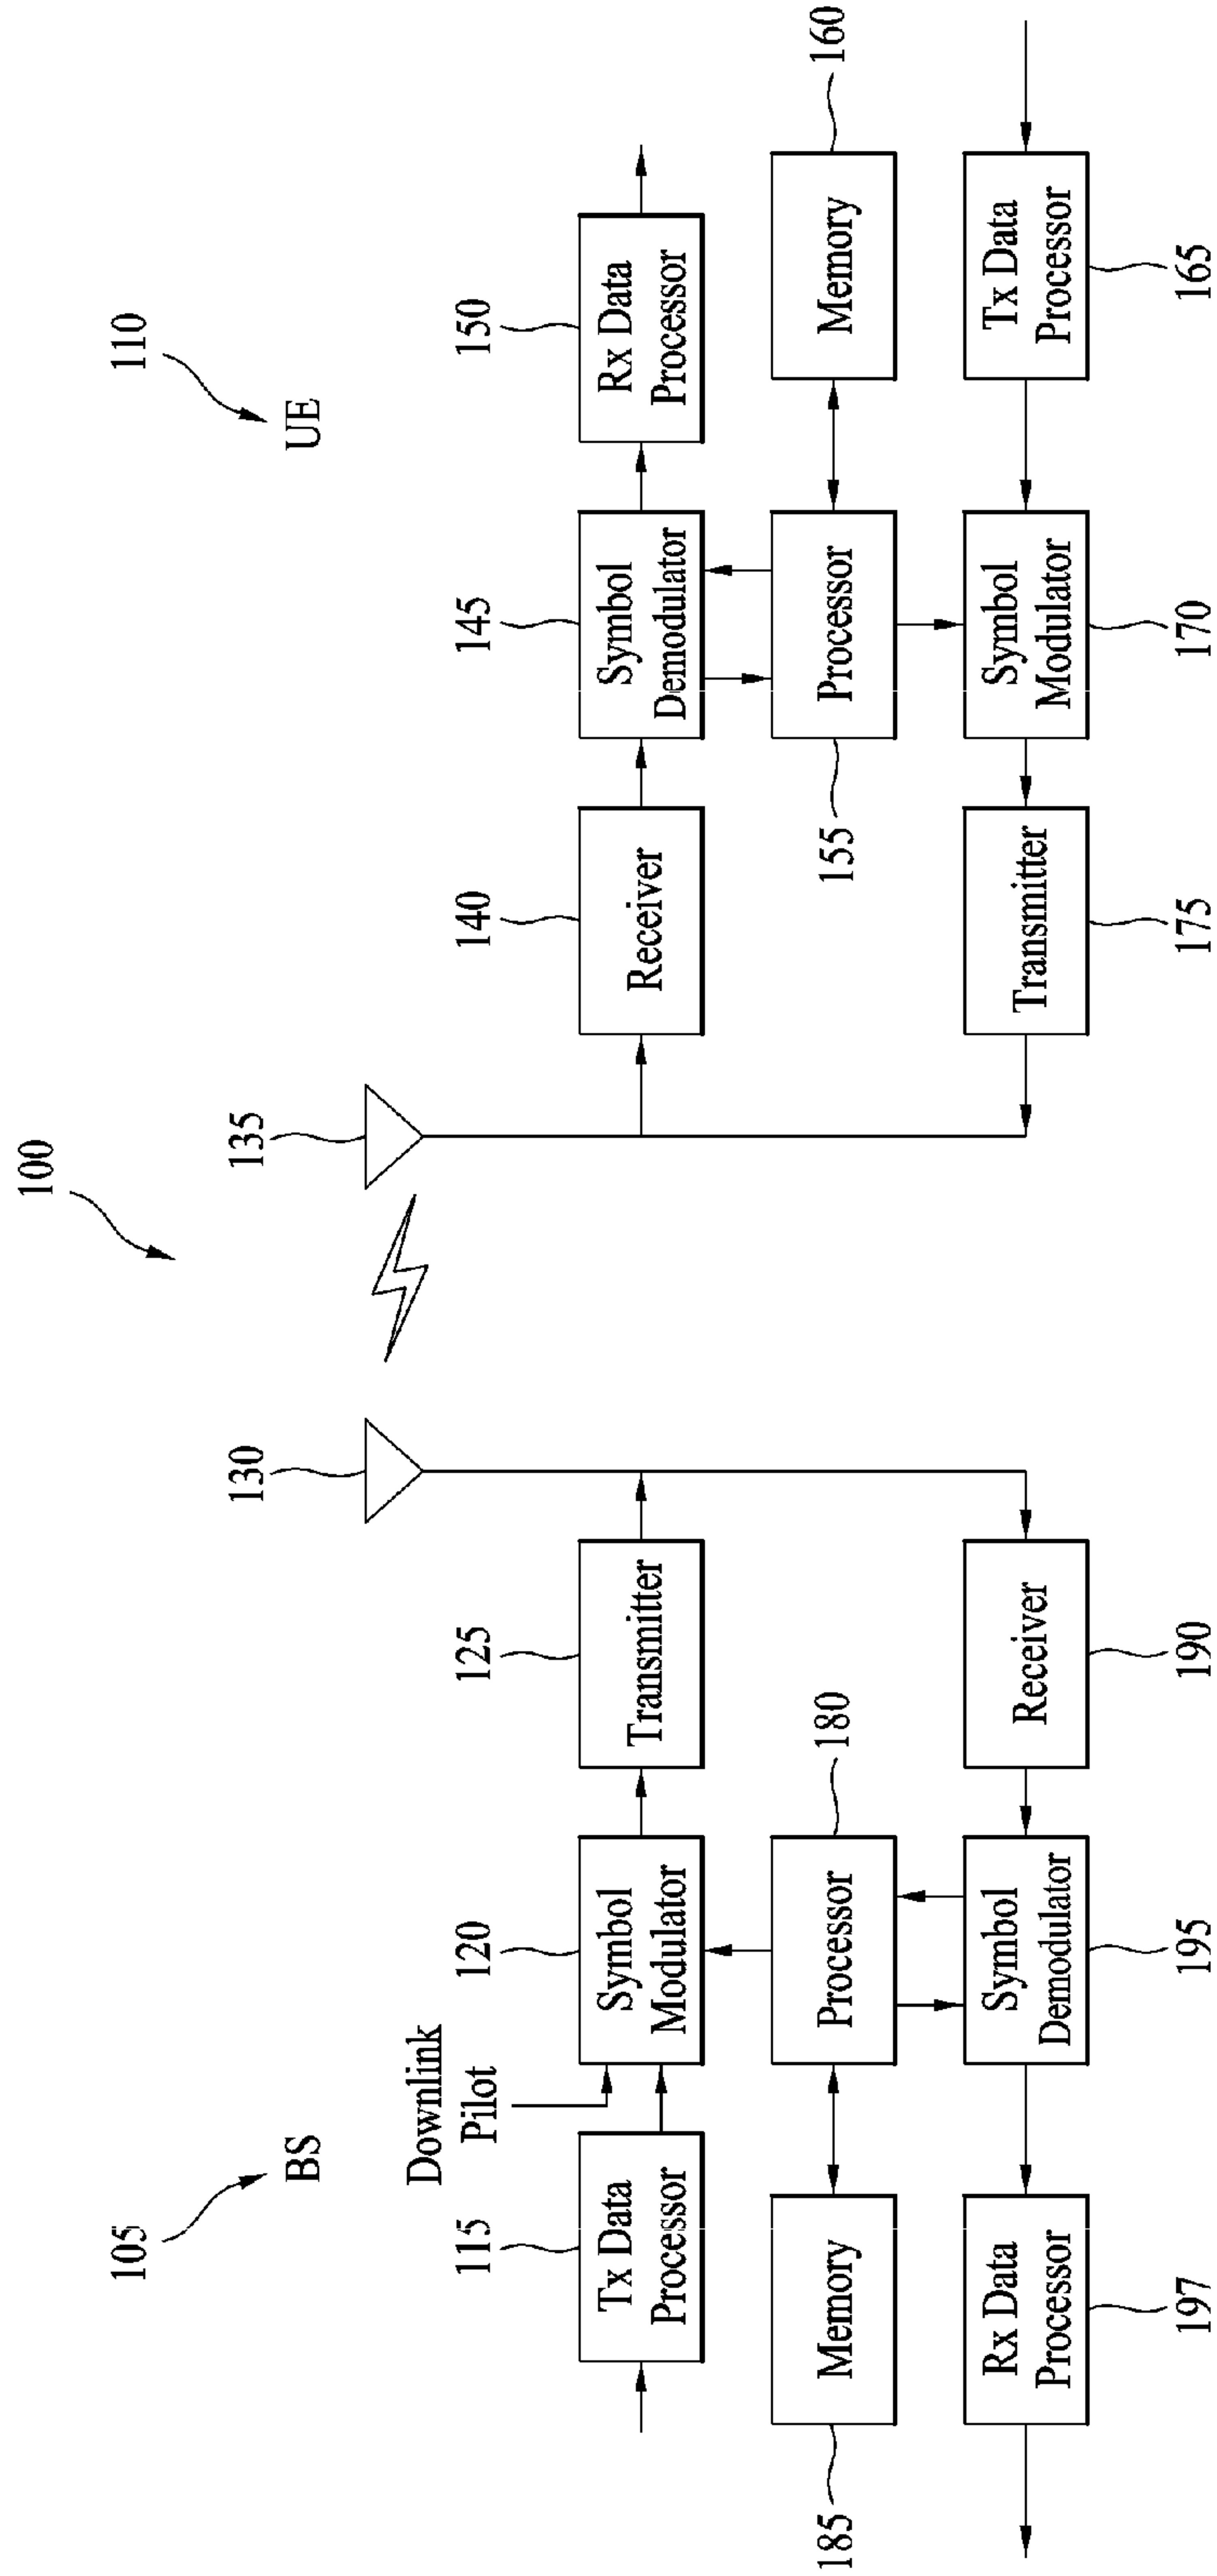 100
105
BS
110
UE
130
135
Downlink
Pilot
115
120
125
140
145
150
Tx Data
Processor
Symbol
Modulator
Transmitter
Receiver
Symbol
Demodulator
Rx Data
Processor
180
Memory
Processor
Processor
Memory
185
155
160
Rx Data
Processor
Symbol
Demodulator
Receiver
Transmitter
Symbol
Modulator
Tx Data
Processor
197
195
190
175
170
165